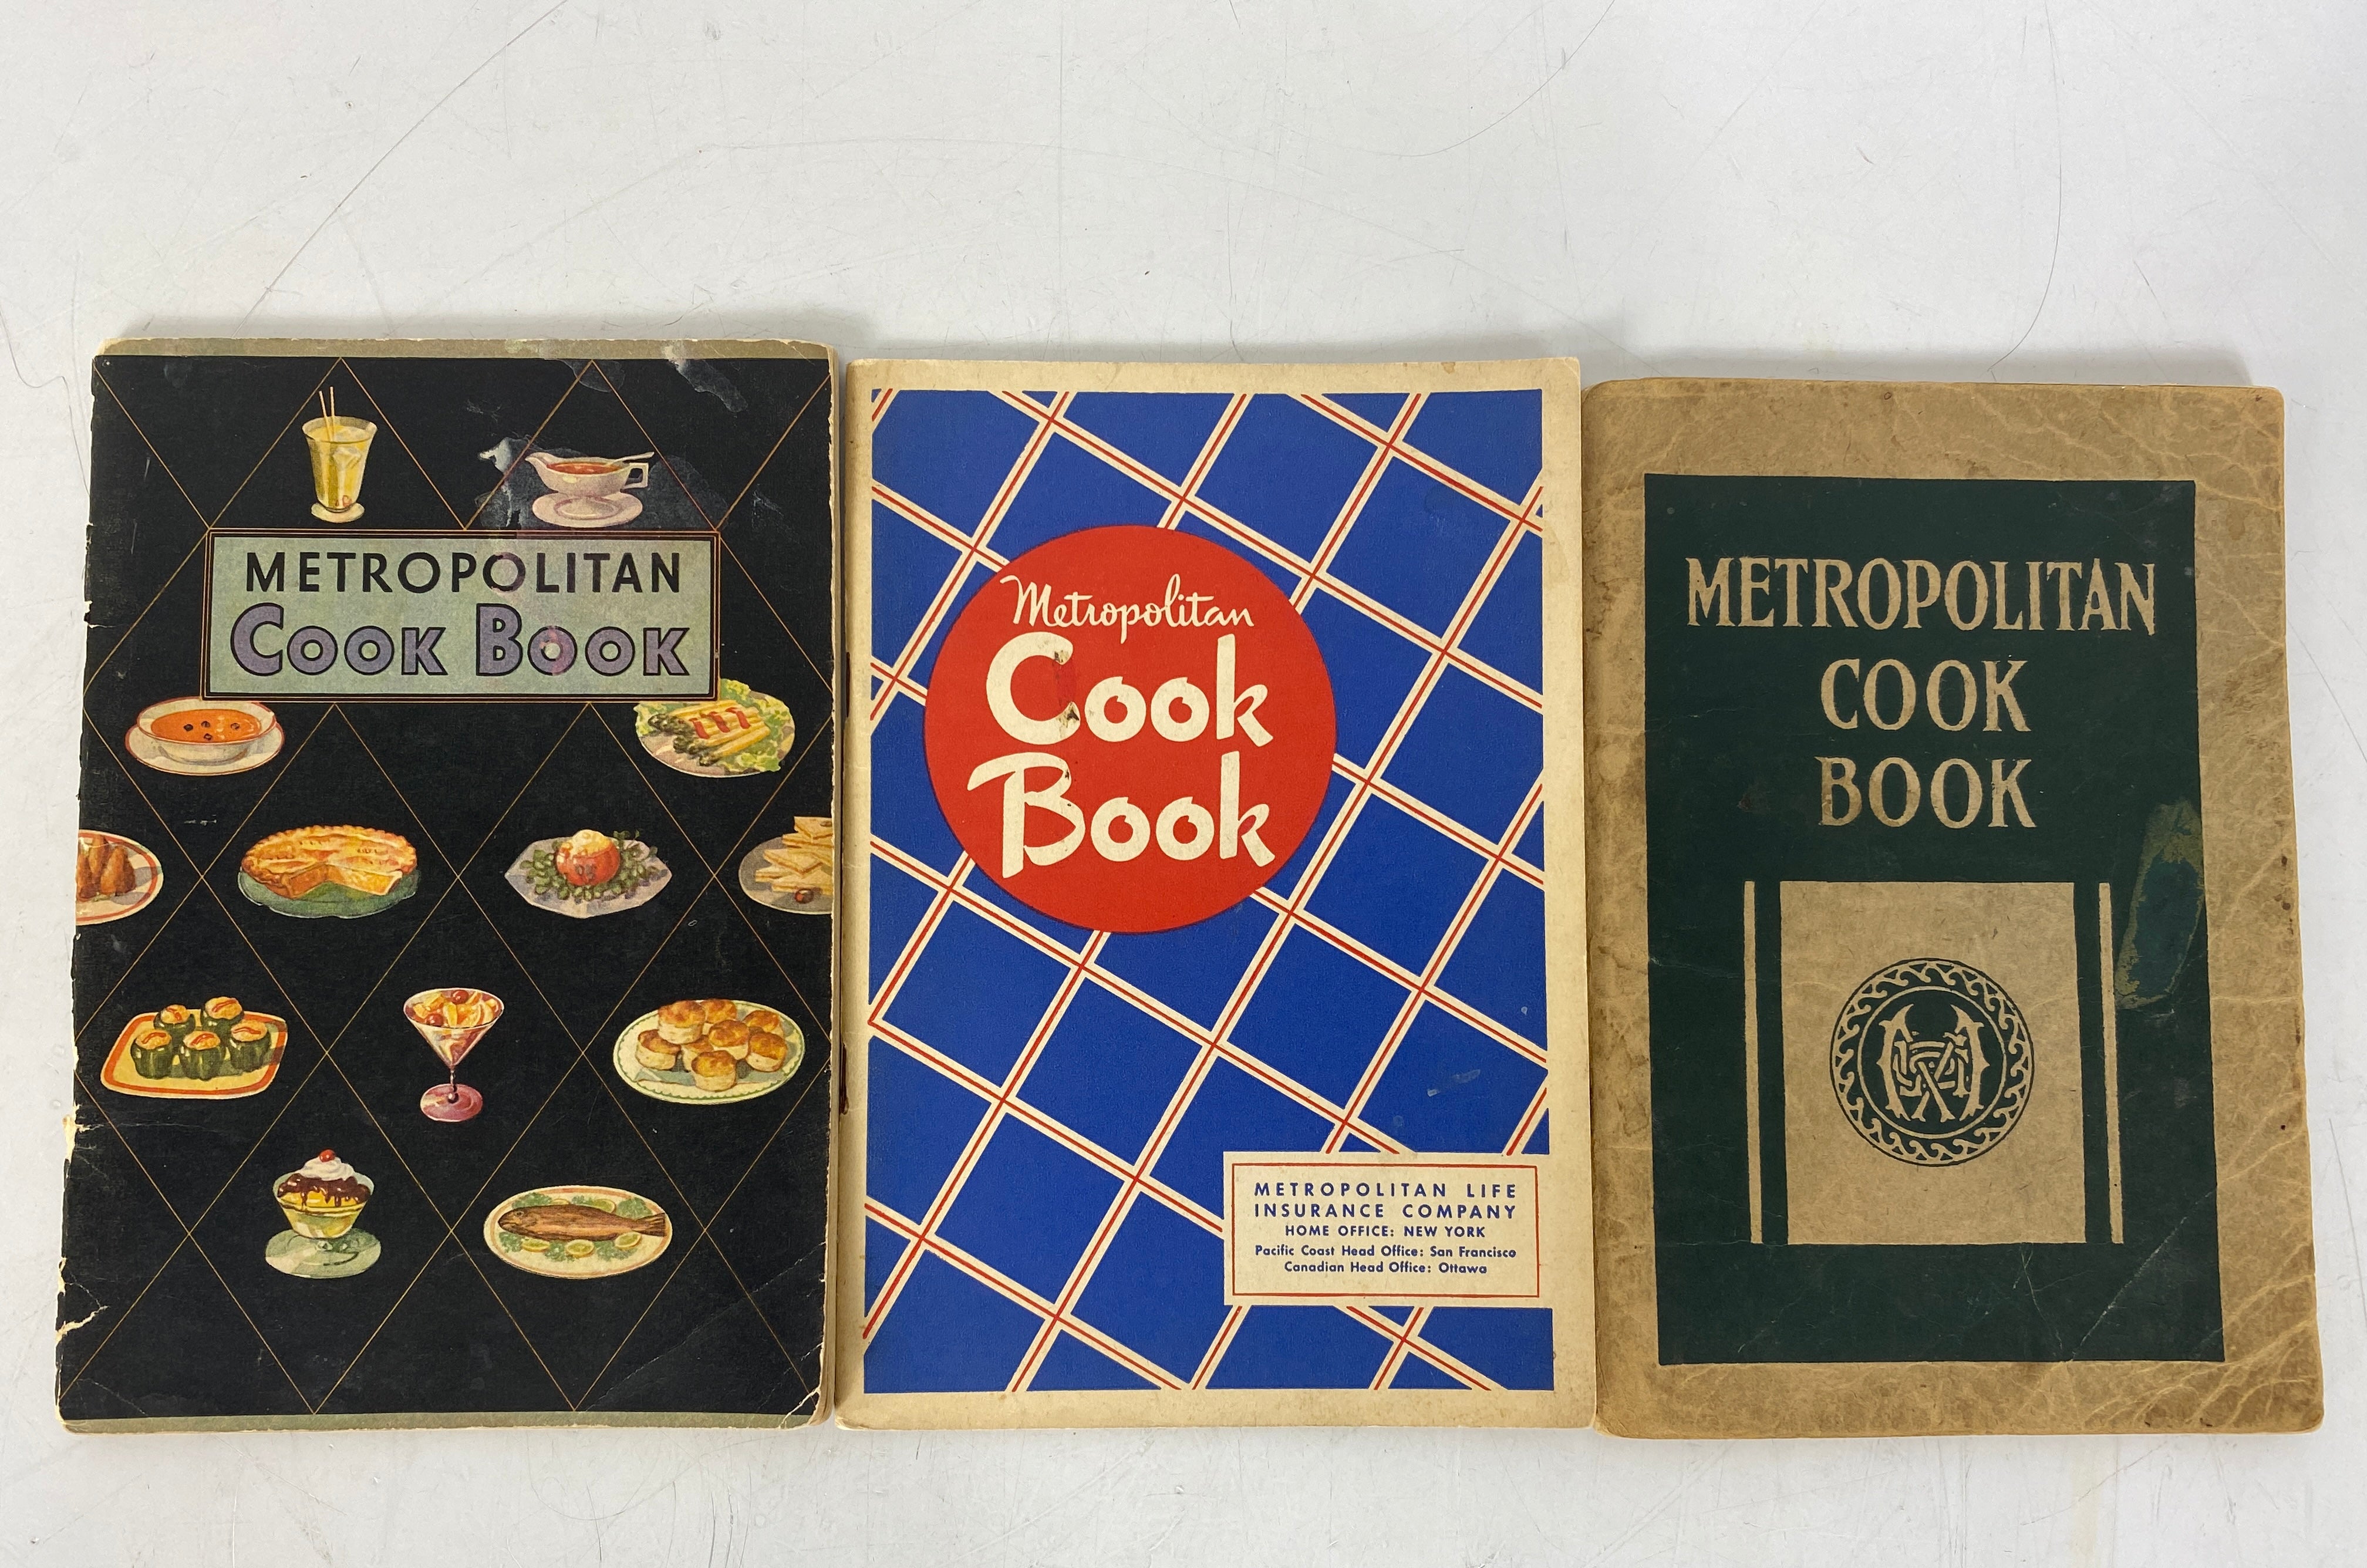 METROPOLITAN
COOK BOOK
Metropolitan
Cook
Book
METROPOLITAN LIFE
INSURANCE COMPANY
HOME OFFICE: NEW YORK
Pacific Coast Head Office: San Francisco
Canadian Head Office: Ottawa
METROPOLITAN
COOK
BOOK